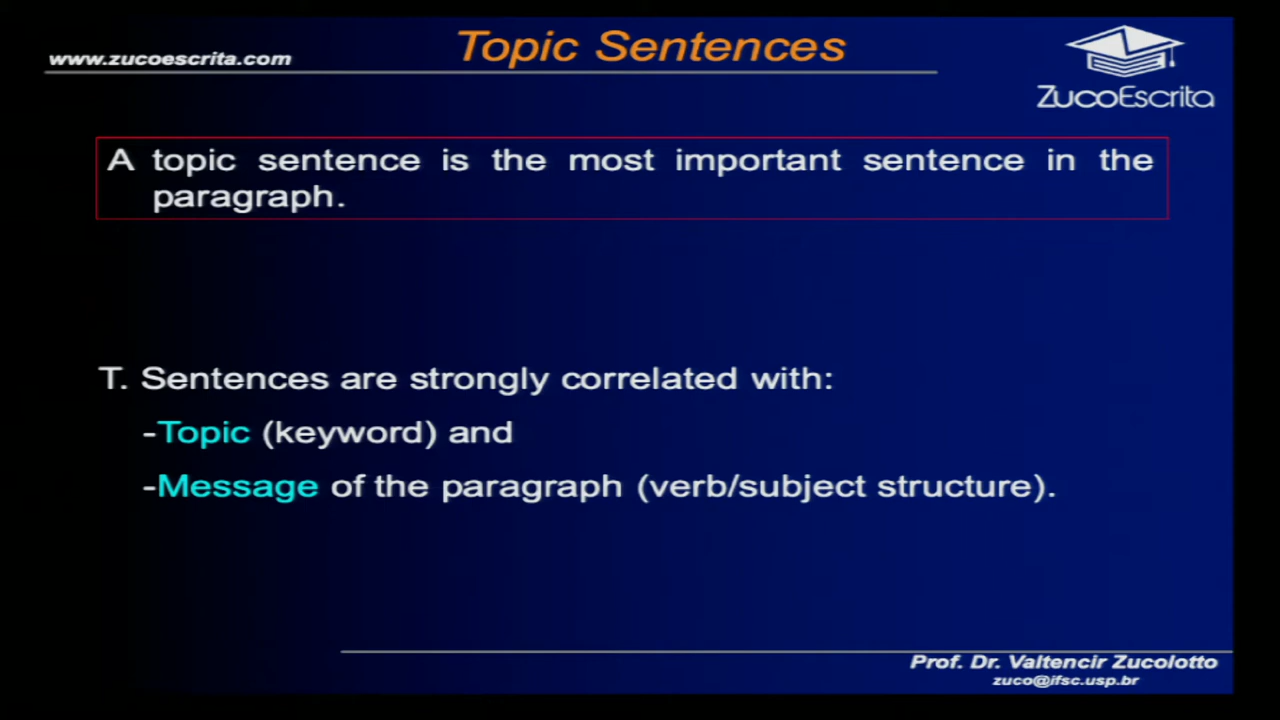 www.zucoescrita.com
Topic Sentences
ZucoEscrita
A topic sentence is the most important sentence in the
paragraph.
T. Sentences are strongly correlated with:
-Topic (keyword) and
-Message of the paragraph (verb/subject structure).
Prof. Dr. Valtencir Zucolotto
zuco@ifsc.usp.br